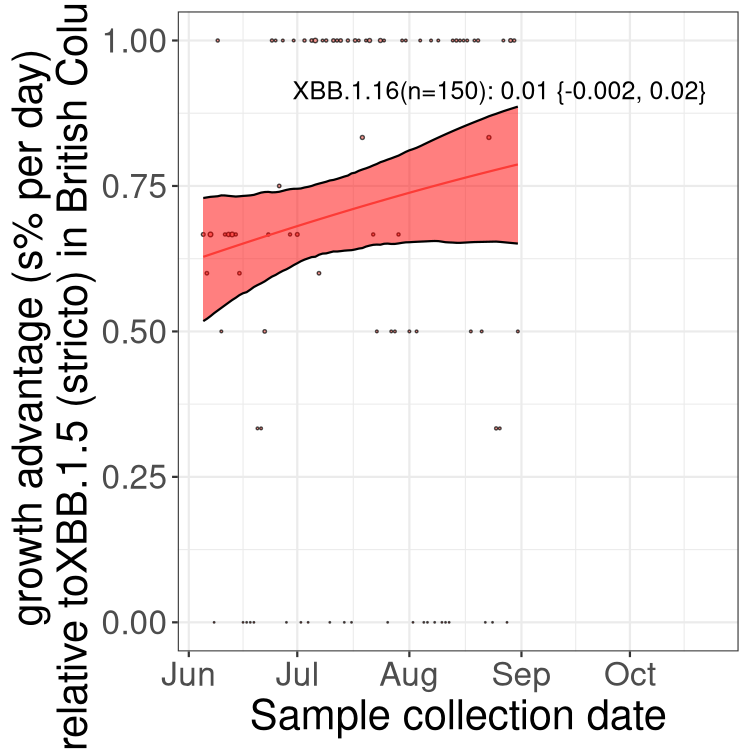 growth advantage (s% per day)
relative toXBB.1.5 (stricto) in British Colu
1.00
0.75
0.50
0.25
0.00
XBB.1.16(n=150): 0.01 {-0.002, 0.02}
Jun Jul Aug Sep Oct
Sample collection date